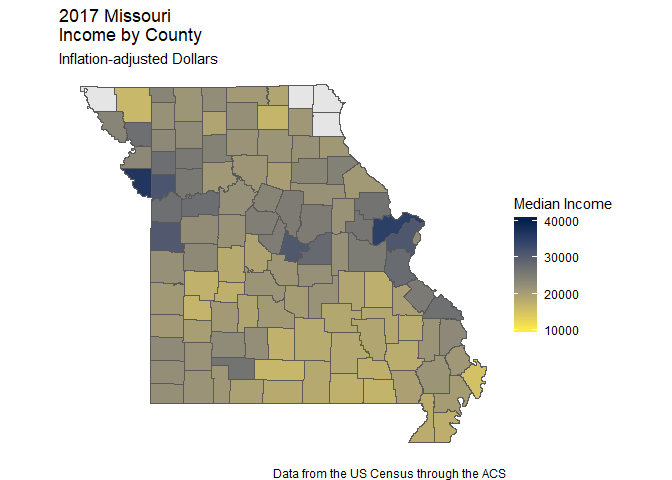 2017 Missouri
Income by County
Inflation-adjusted Dollars
Median Income
40000
30000
20000
10000
Data from the US Census through the ACS